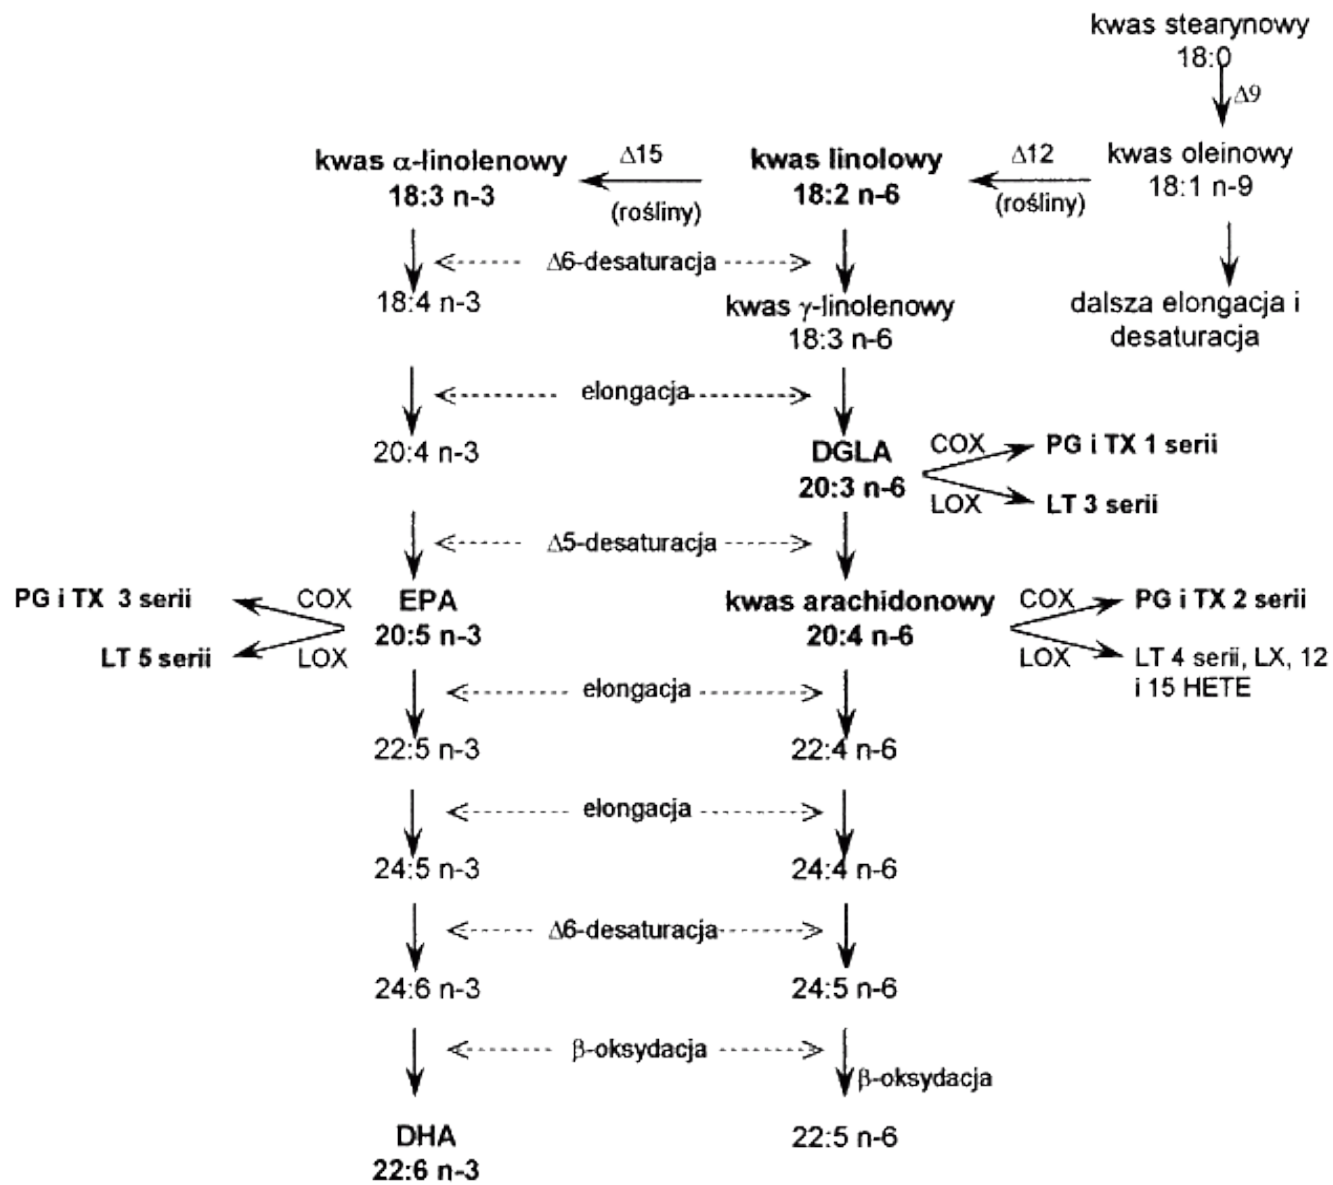 kwas stearynowy
18:0
Δ9
kwas α-linolenowy
18:3 n-3
Δ15
(rośliny)
kwas linolowy
18:2 n-6
Δ12
(rośliny)
kwas oleinowy
18:1 n-9
Δ6-desaturacja
18:4 n-3
kwas γ-linolenowy
18:3 n-6
dalsza elongacja i
desaturacja
elongacja
20:4 n-3
DGLA
20:3 n-6
COX
PG i TX 1 serii
LOX
LT 3 serii
Δ5-desaturacja
PG i TX 3 serii
COX
LT 5 serii
LOX
EPA
20:5 n-3
kwas arachidonowy
20:4 n-6
COX
PG i TX 2 serii
LOX
LT 4 serii, LX, 12
i 15 HETE
elongacja
22:5 n-3
22:4 n-6
elongacja
24:5 n-3
24:4 n-6
Δ6-desaturacja
24:6 n-3
24:5 n-6
β-oksydacja
β-oksydacja
DHA
22:6 n-3
22:5 n-6